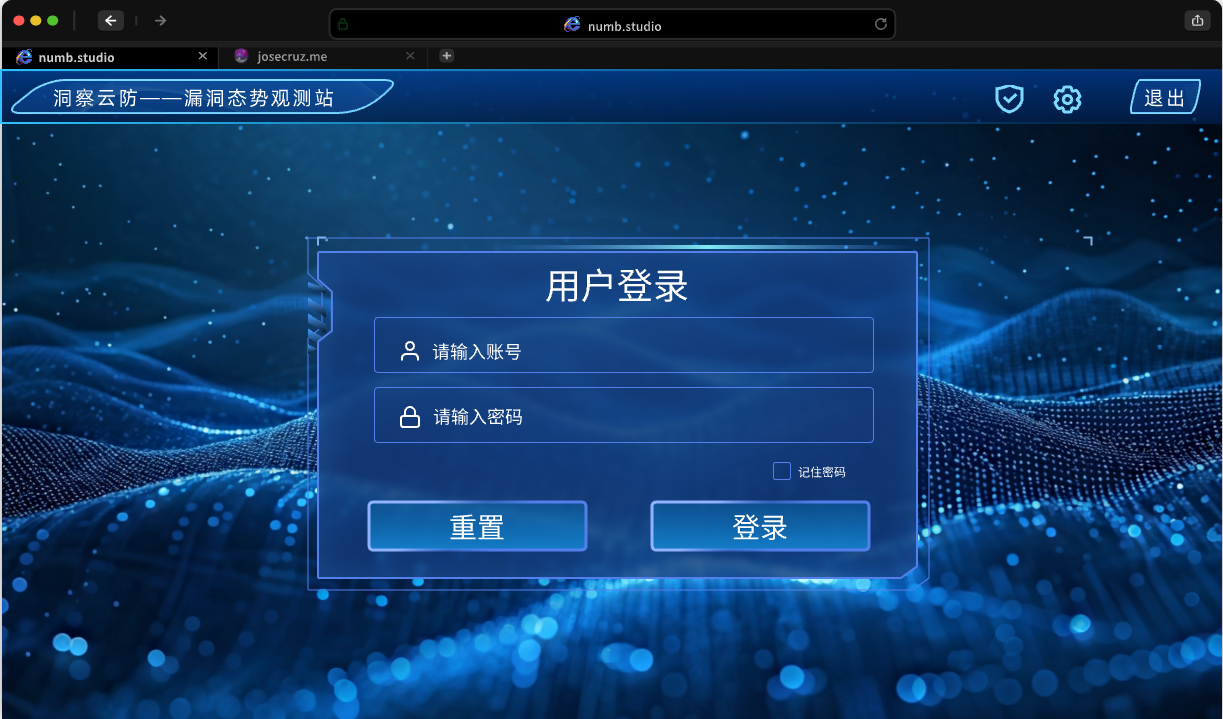 numb.studio
numb.studio
josecruz.me
洞察云防——漏洞态势观测站
退出
用户登录
请输入账号
请输入密码
记住密码
重置
登录